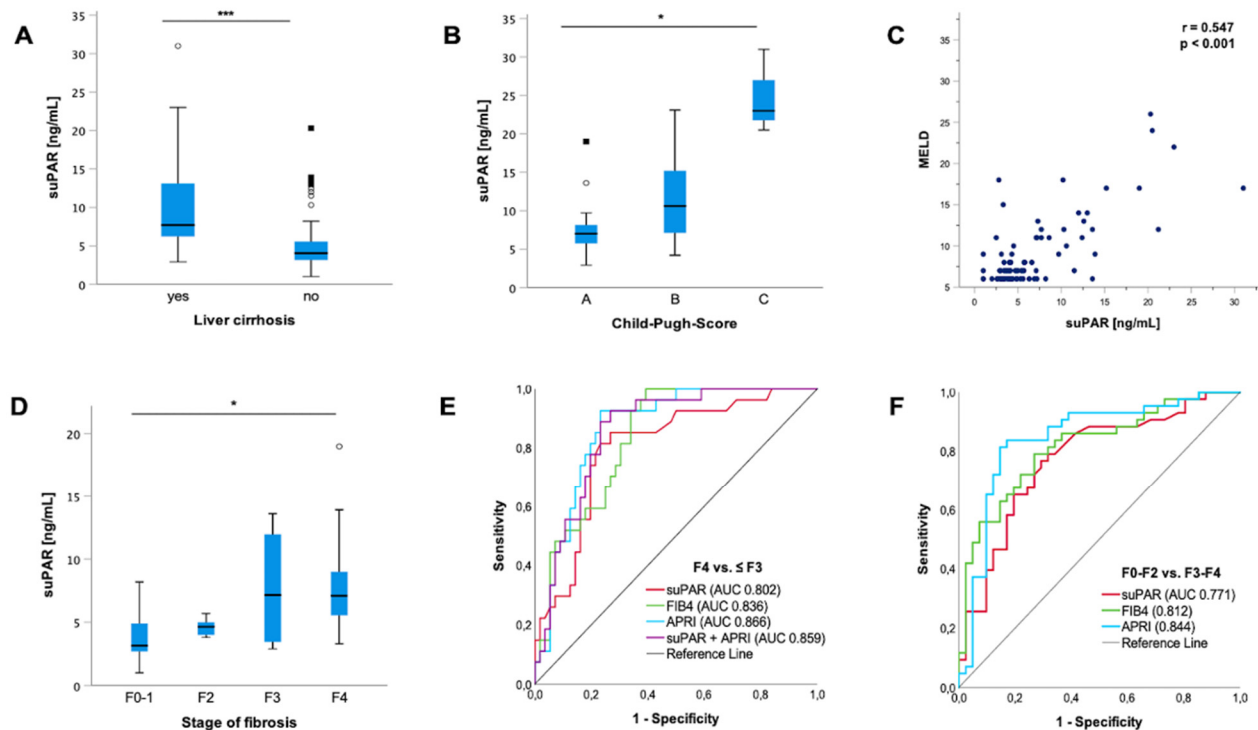 A
***
35
30
25
20
15
10
5
0
suPAR [ng/mL]
yes
no
Liver cirrhosis
B
*
35
30
25
20
15
10
5
0
suPAR [ng/mL]
A
B
C
Child-Pugh-Score
C
r = 0.547
p < 0.001
35
30
25
20
15
10
5
MELD
0
5
10
15
20
25
30
suPAR [ng/mL]
D
*
20
15
10
5
0
suPAR [ng/mL]
F0-1
F2
F3
F4
Stage of fibrosis
E
1,0
0,8
0,6
0,4
0,2
0,0
Sensitivity
F4 vs. ≤ F3
suPAR (AUC 0.802)
FIB4 (AUC 0.836)
APRI (AUC 0.866)
suPAR + APRI (AUC 0.859)
Reference Line
0,0
0,2
0,4
0,6
0,8
1,0
1 - Specificity
F
1,0
0,8
0,6
0,4
0,2
0,0
Sensitivity
F0-F2 vs. F3-F4
suPAR (AUC 0.771)
FIB4 (0.812)
APRI (0.844)
Reference Line
0,0
0,2
0,4
0,6
0,8
1,0
1 - Specificity